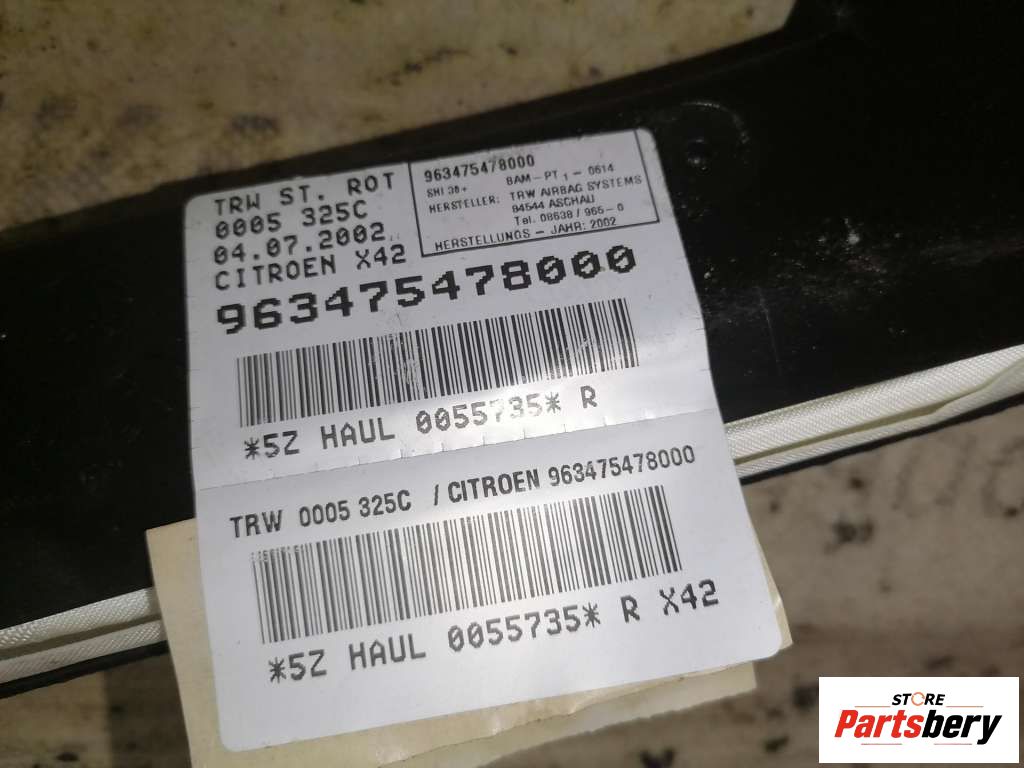 TRW ST. ROT
0005 325C
04.07.2002
CITROEN X42
963475478000
SHI 30+ BAM-PT 1 - 0614
HERSTELLER: TRW AIRBAG SYSTEMS
84544 ASCHAU
Tel. 08638 / 965-0
HERSTELLUNGS - JAHR: 2002
963475478000
*5Z HAUL 0055735* R
TRW 0005 325C / CITROEN 963475478000
*5Z HAUL 0055735* R X42
STORE
Partsbery